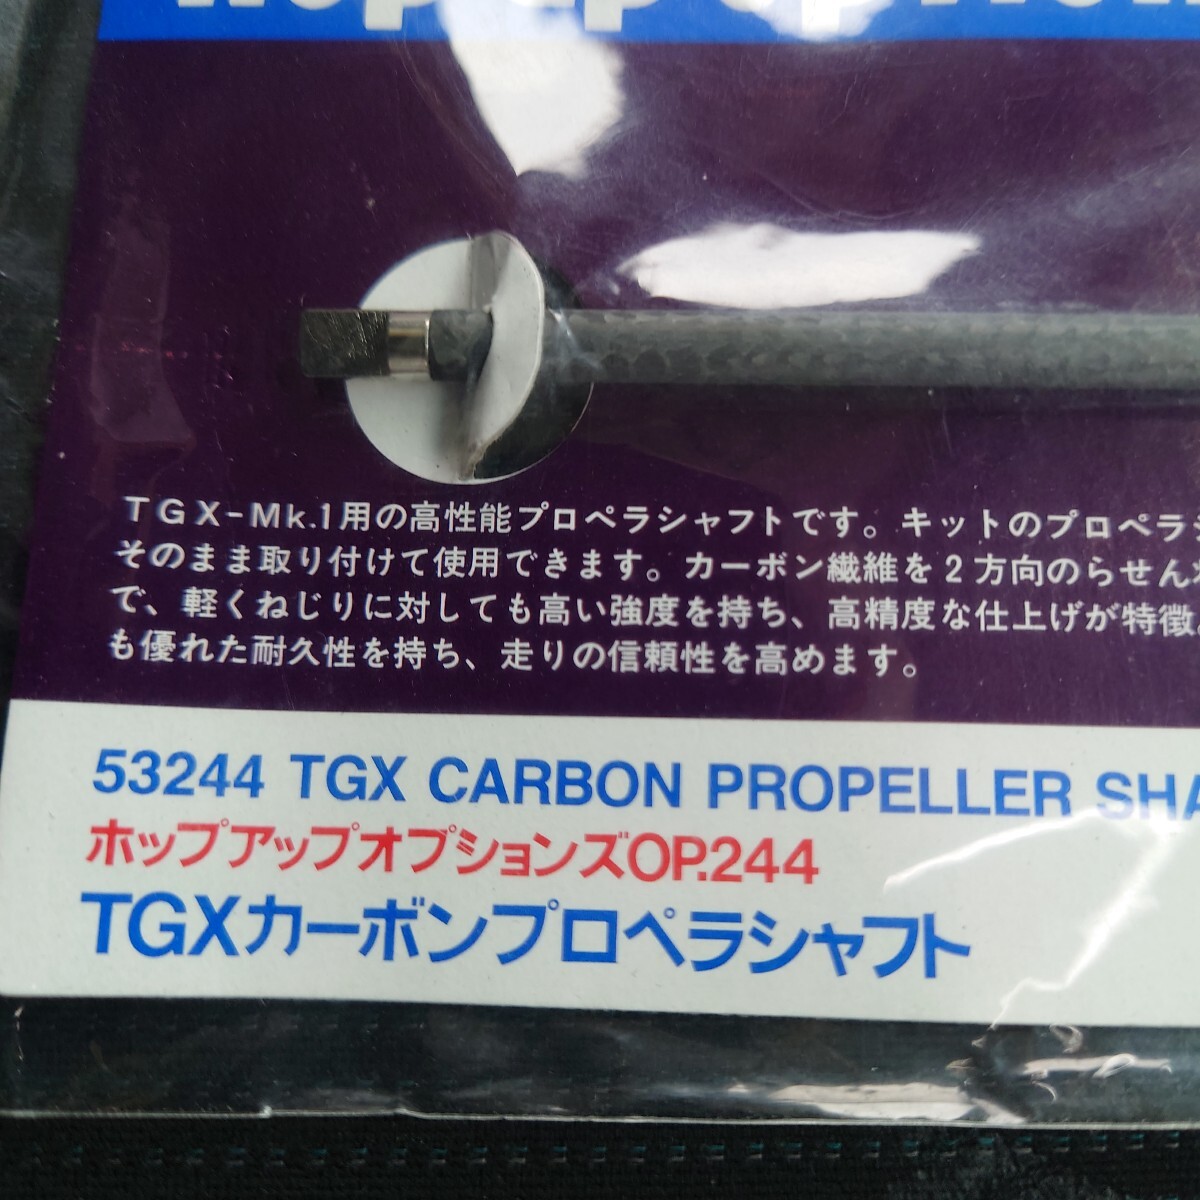 TGX-Mk.1用の高性能プロペラシャフトです。キットのプロペラ
そのまま取り付けて使用できます。カーボン繊維を2方向のらせん
で、軽くねじりに対しても高い強度を持ち、高精度な仕上げが特徴。
も優れた耐久性を持ち、走りの信頼性を高めます。
53244 TGX CARBON PROPELLER SHA
ホップアップオプションズOP.244
TGXカーボンプロペラシャフト